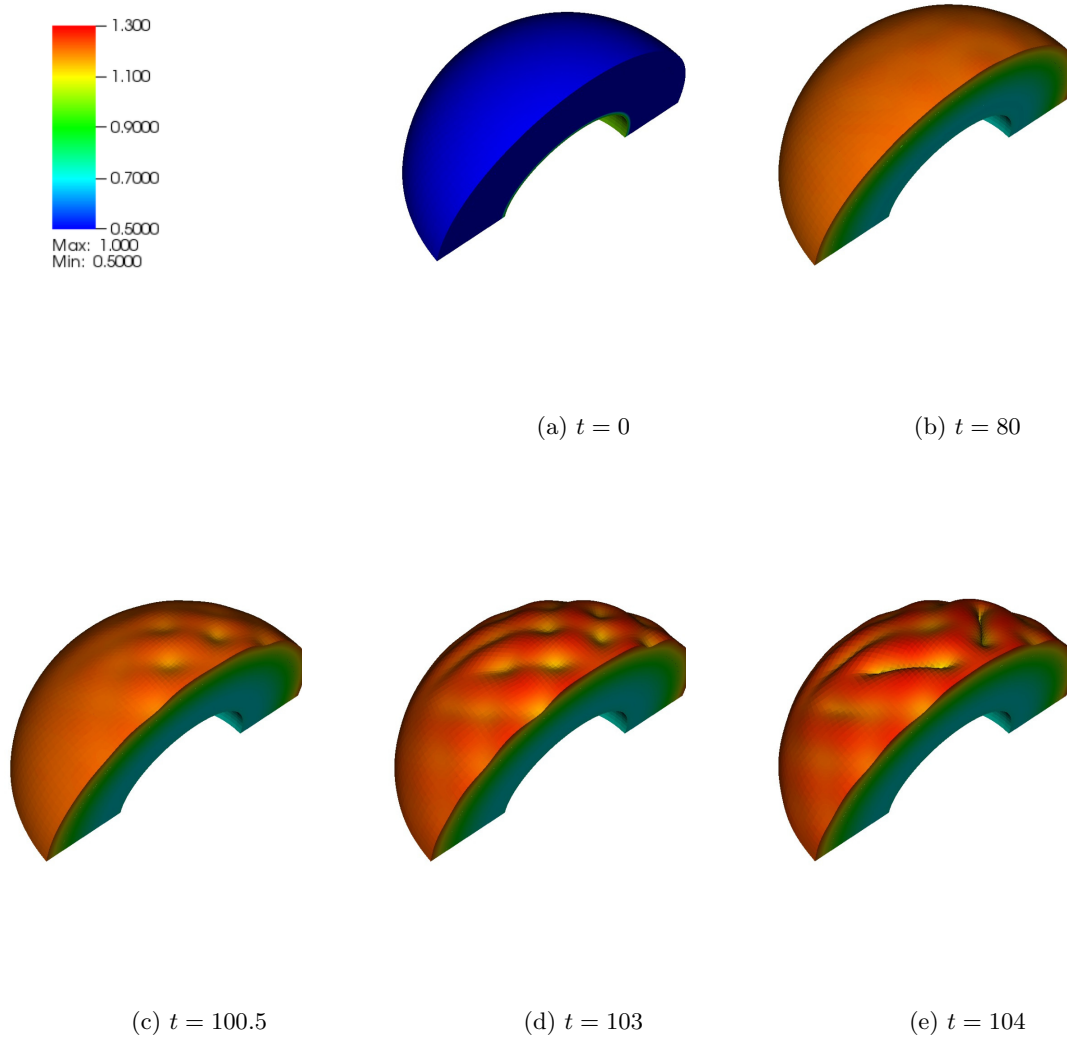 1.300
1.100
0.9000
0.7000
0.5000
Max: 1.000
Min: 0.5000
(a) t = 0
(b) t = 80
(c) t = 100.5
(d) t = 103
(e) t = 104